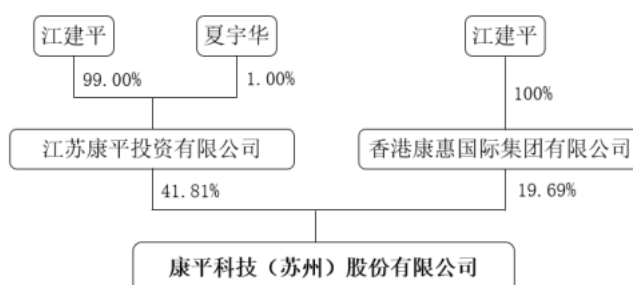 江建平
夏宇华
江建平
99.00%
1.00%
100%
江苏康平投资有限公司
香港康惠国际集团有限公司
41.81%
19.69%
康平科技（苏州）股份有限公司